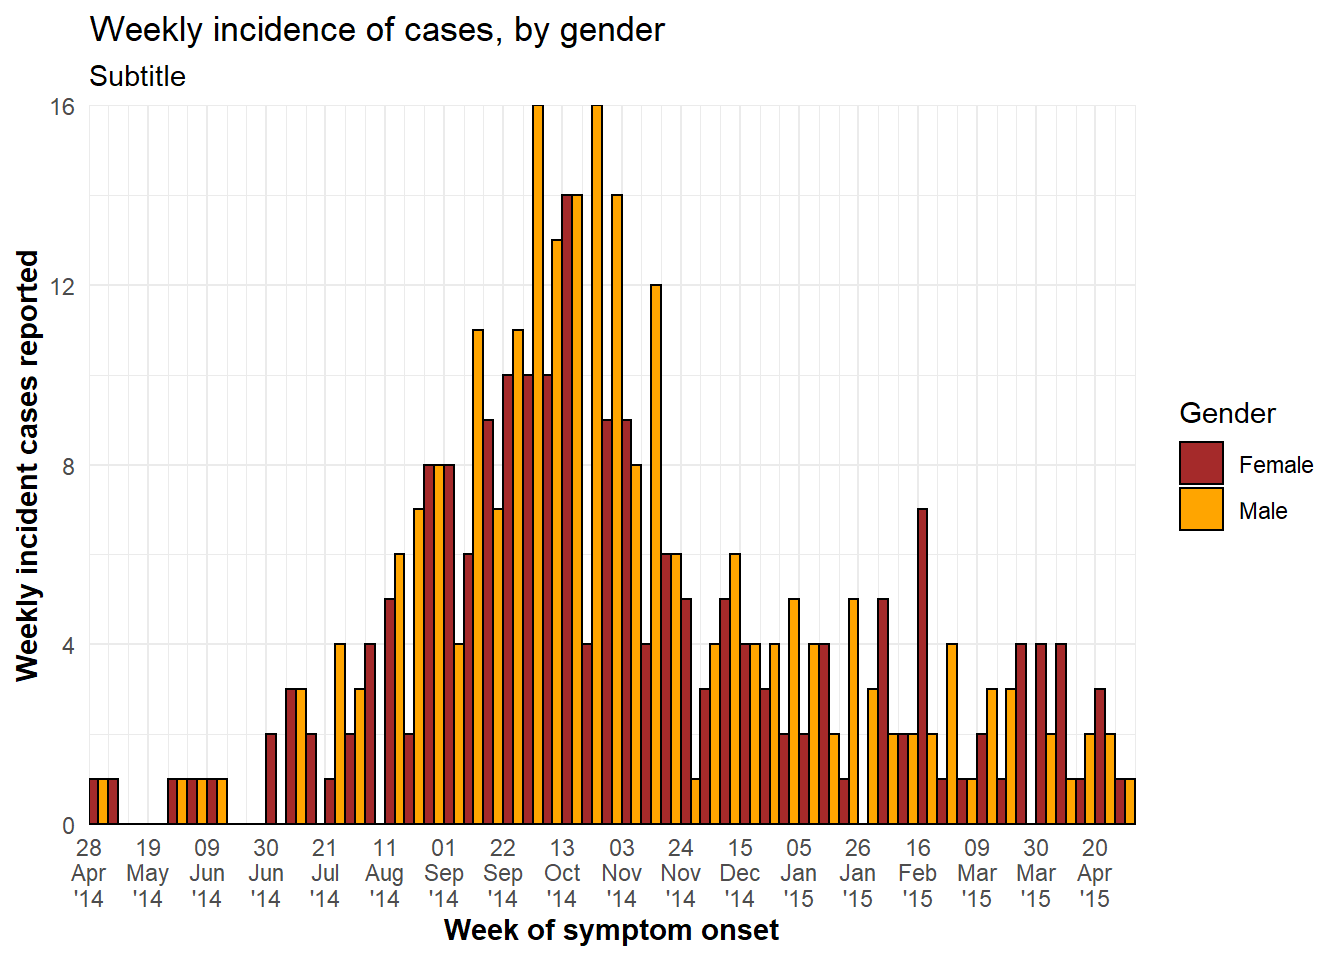 Weekly incidence of cases, by gender
Subtitle
Weekly incident cases reported
16
12
8
4
0
28 19 09 30 21 11 01 22 13 03 24 15 05 26 16 09 30 20
Apr May Jun Jun Jul Aug Sep Sep Oct Nov Nov Dec Jan Jan Feb Mar Mar Apr
'14 '14 '14 '14 '14 '14 '14 '14 '14 '14 '14 '14 '15 '15 '15 '15 '15 '15
Week of symptom onset
Gender
Female
Male